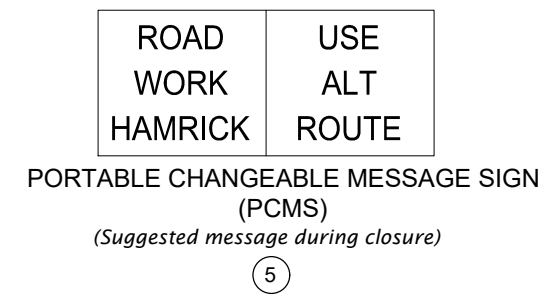 ROAD
WORK
HAMRICK
USE
ALT
ROUTE
PORTABLE CHANGEABLE MESSAGE SIGN
(PCMS)
(Suggested message during closure)
5